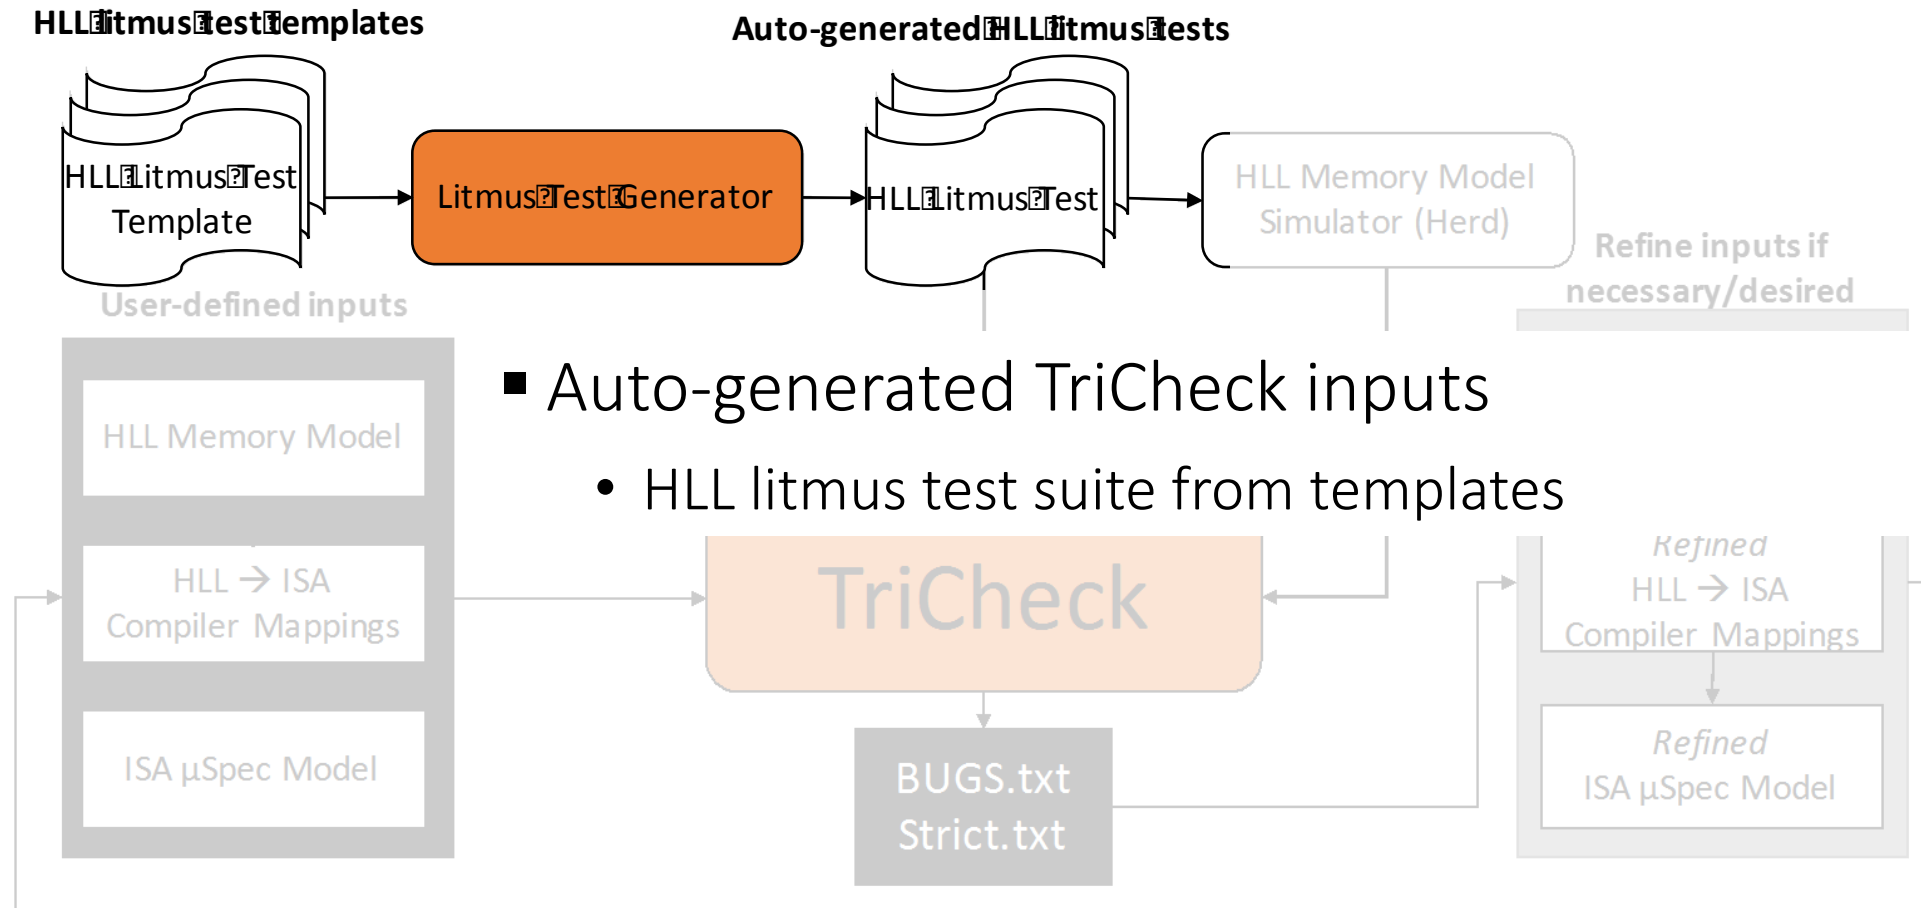 HLL litmus test templates
Auto-generated HLL litmus tests
HLL Litmus Test
Template
Litmus Test Generator
HLL Litmus Test
HLL Memory Model
Simulator (Herd)
Refine inputs if
necessary/desired
User-defined inputs
HLL Memory Model
HLL → ISA
Compiler Mappings
ISA µSpec Model
▪ Auto-generated TriCheck inputs
• HLL litmus test suite from templates
TriCheck
BUGS.txt
Strict.txt
Refined
HLL → ISA
Compiler Mappings
Refined
ISA µSpec Model